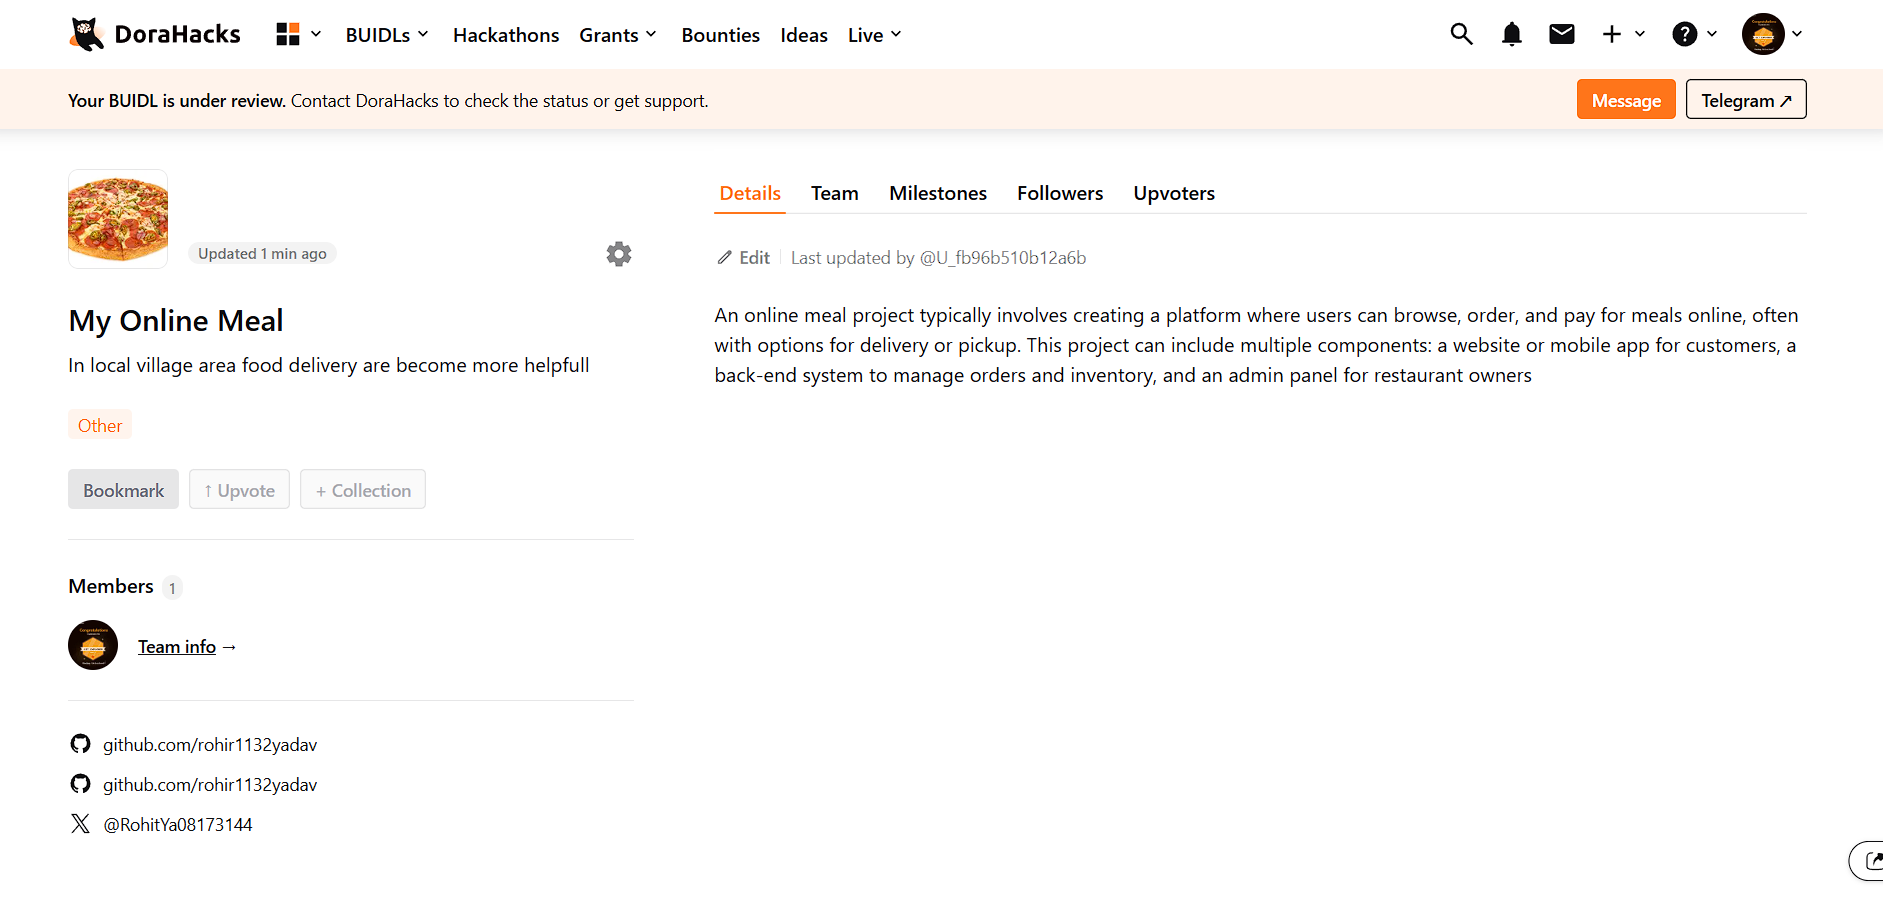 DoraHacks BUIDLs Hackathons Grants Bounties Ideas Live
Your BUIDL is under review. Contact DoraHacks to check the status or get support. Message Telegram ↗
Updated 1 min ago
My Online Meal
In local village area food delivery are become more helpfull
Other
Bookmark ↑ Upvote + Collection
Members 1
Team info →
github.com/rohir1132yadav
github.com/rohir1132yadav
@RohitYa08173144
Details Team Milestones Followers Upvoters
Edit Last updated by @U_fb96b510b12a6b
An online meal project typically involves creating a platform where users can browse, order, and pay for meals online, often
with options for delivery or pickup. This project can include multiple components: a website or mobile app for customers, a
back-end system to manage orders and inventory, and an admin panel for restaurant owners